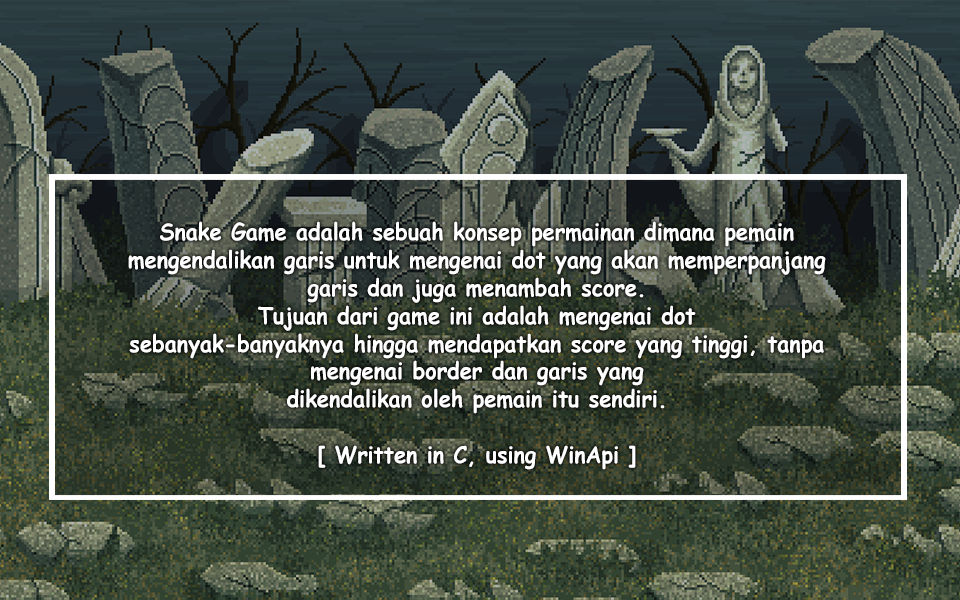 Snake Game adalah sebuah konsep permainan dimana pemain
mengendalikan garis untuk mengenai dot yang akan memperpanjang
garis dan juga menambah score.
Tujuan dari game ini adalah mengenai dot
sebanyak-banyaknya hingga mendapatkan score yang tinggi, tanpa
mengenai border dan garis yang
dikendalikan oleh pemain itu sendiri.
[ Written in C, using WinApi ]